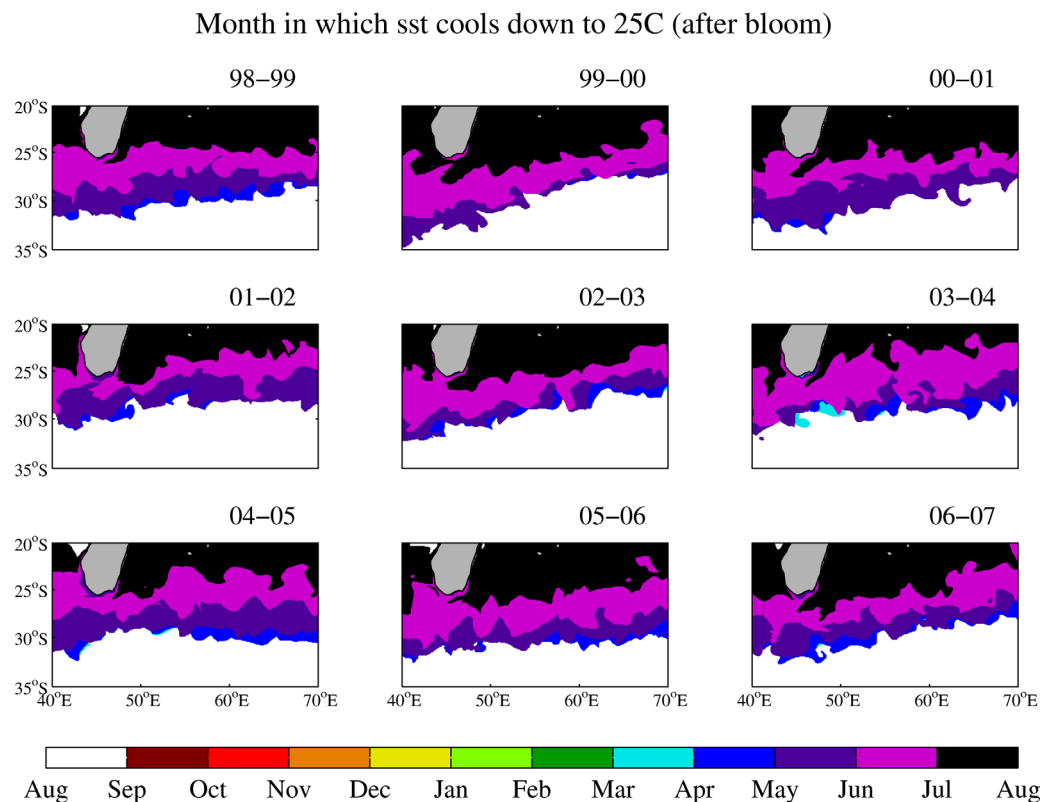 Month in which sst cools down to 25C (after bloom)
98−99 99−00 00−01
20°S
25°S
30°S
35°S
01−02 02−03 03−04
20°S
25°S
30°S
35°S
04−05 05−06 06−07
20°S
25°S
30°S
35°S
40°E 50°E 60°E 70°E 40°E 50°E 60°E 70°E 40°E 50°E 60°E 70°E
Aug Sep Oct Nov Dec Jan Feb Mar Apr May Jun Jul Aug